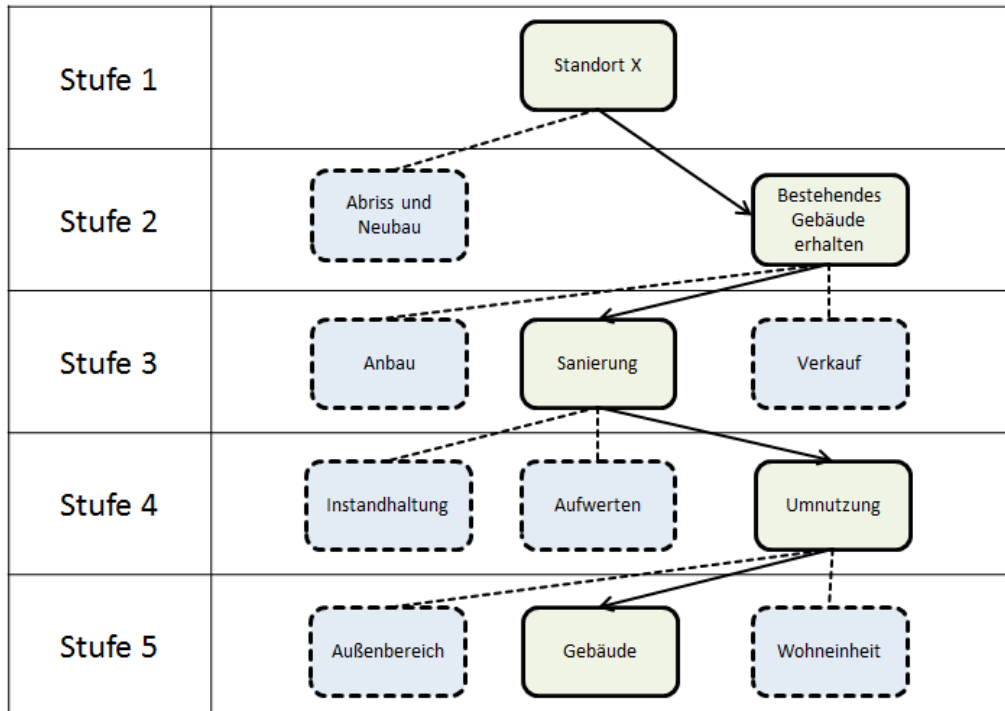 Stufe 1
Standort X
Stufe 2
Abriss und
Neubau
Bestehendes
Gebäude
erhalten
Stufe 3
Anbau
Sanierung
Verkauf
Stufe 4
Instandhaltung
Aufwerten
Umnutzung
Stufe 5
Außenbereich
Gebäude
Wohneinheit